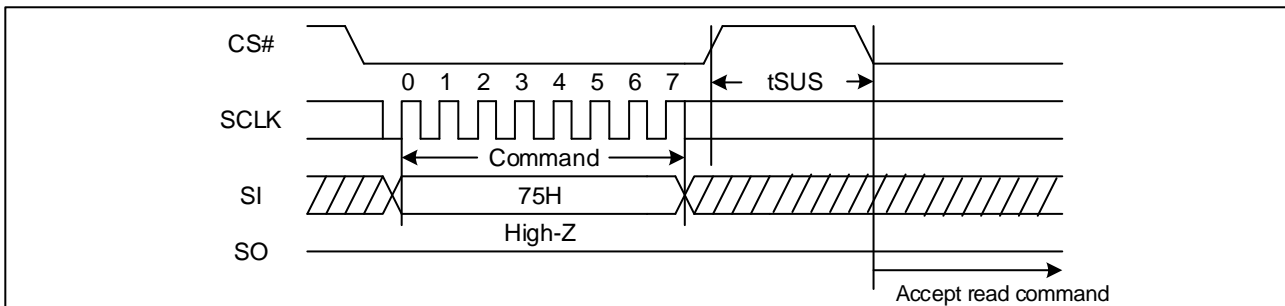 CS#
tSUS
0 1 2 3 4 5 6 7
SCLK
Command
SI
75H
High-Z
SO
Accept read command